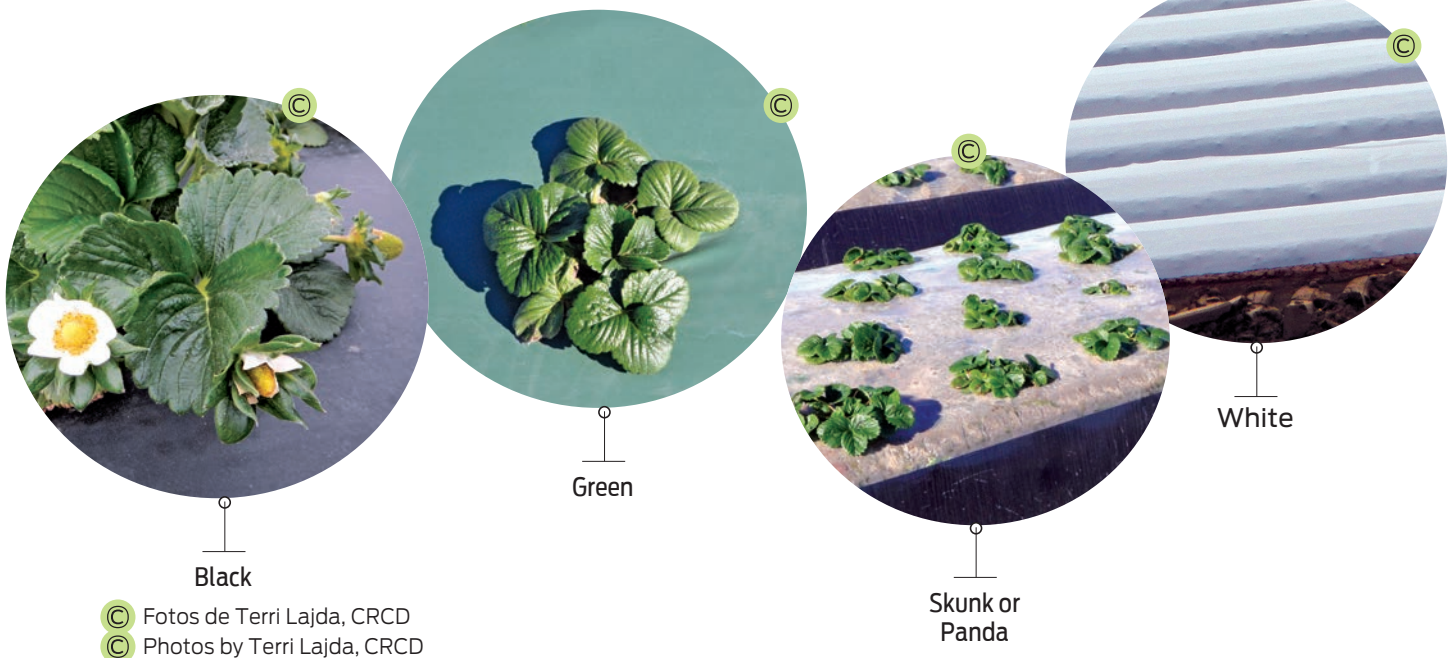 ©
©
©
©
White
Green
Black
Skunk or
Panda
© Fotos de Terri Lajda, CRCD
© Photos by Terri Lajda, CRCD